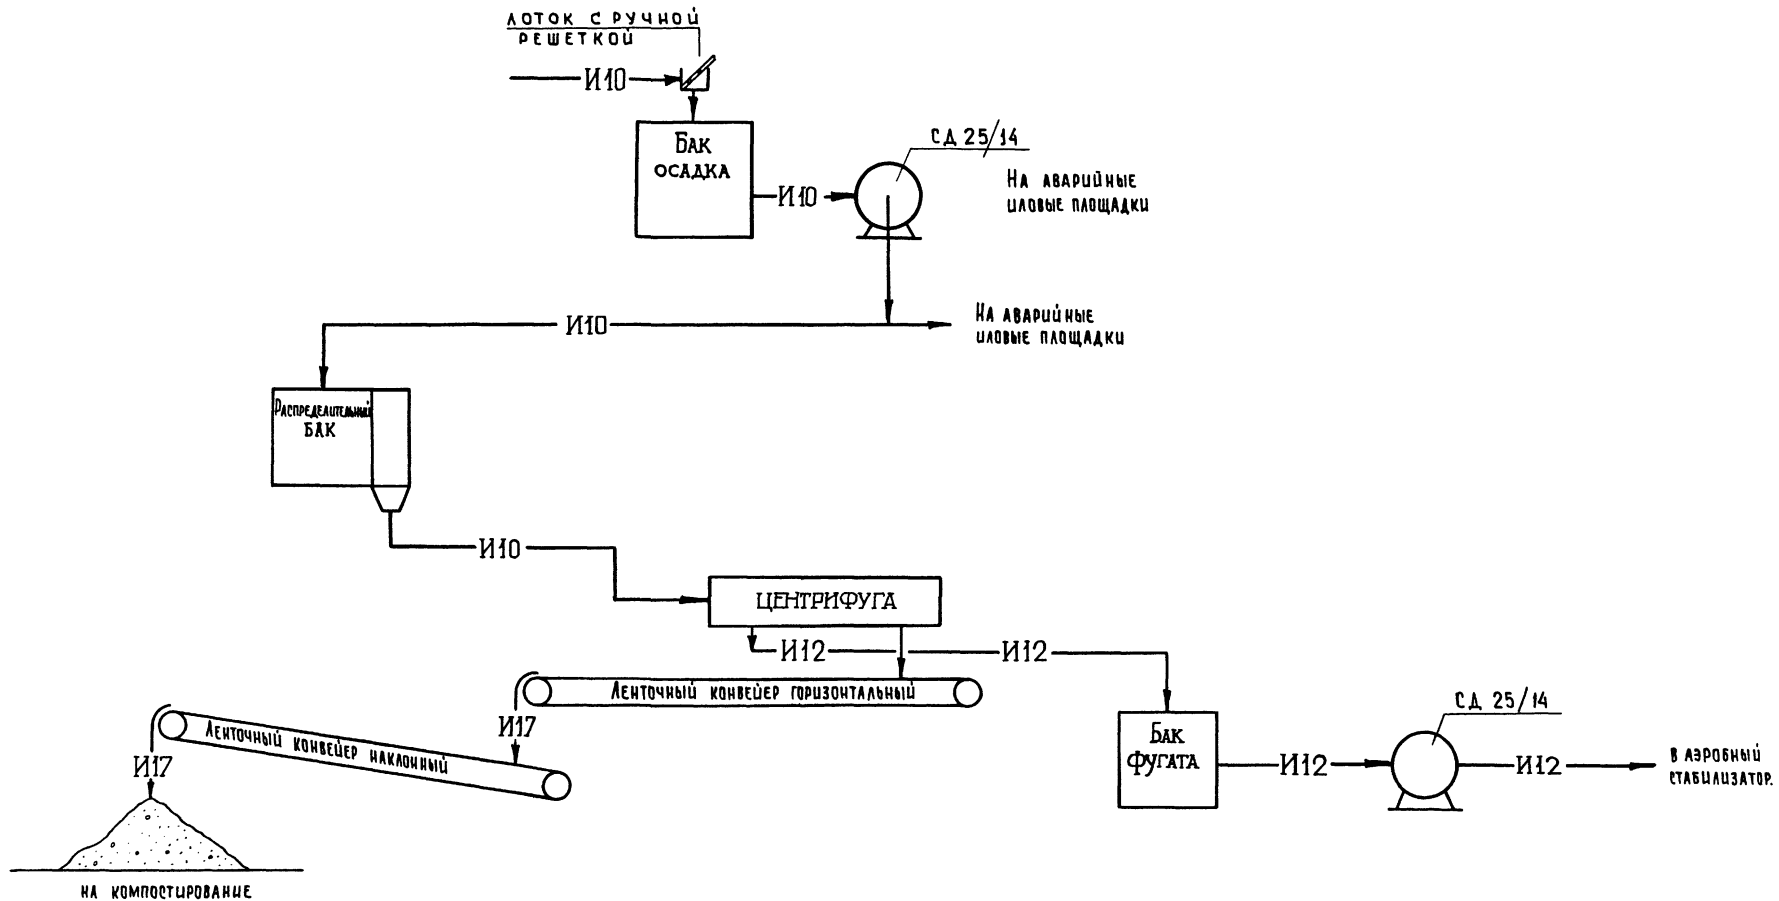 ЛОТОК С РУЧНОЙ
РЕШЕТКОЙ
И10
БАК
ОСАДКА
И10
СД 25/14
НА АВАРИЙНЫЕ
ИЛОВЫЕ ПЛОЩАДКИ
И10
НА АВАРИЙНЫЕ
ИЛОВЫЕ ПЛОЩАДКИ
РАСПРЕДЕЛИТЕЛЬНЫЙ
БАК
И10
ЦЕНТРИФУГА
И12
И12
ЛЕНТОЧНЫЙ КОНВЕЙЕР ГОРИЗОНТАЛЬНЫЙ
И17
ЛЕНТОЧНЫЙ КОНВЕЙЕР НАКЛОННЫЙ
И17
НА КОМПОСТИРОВАНИЕ
БАК
ФУГАТА
И12
СД 25/14
И12
В АЭРОБНЫЙ
СТАБИЛИЗАТОР.